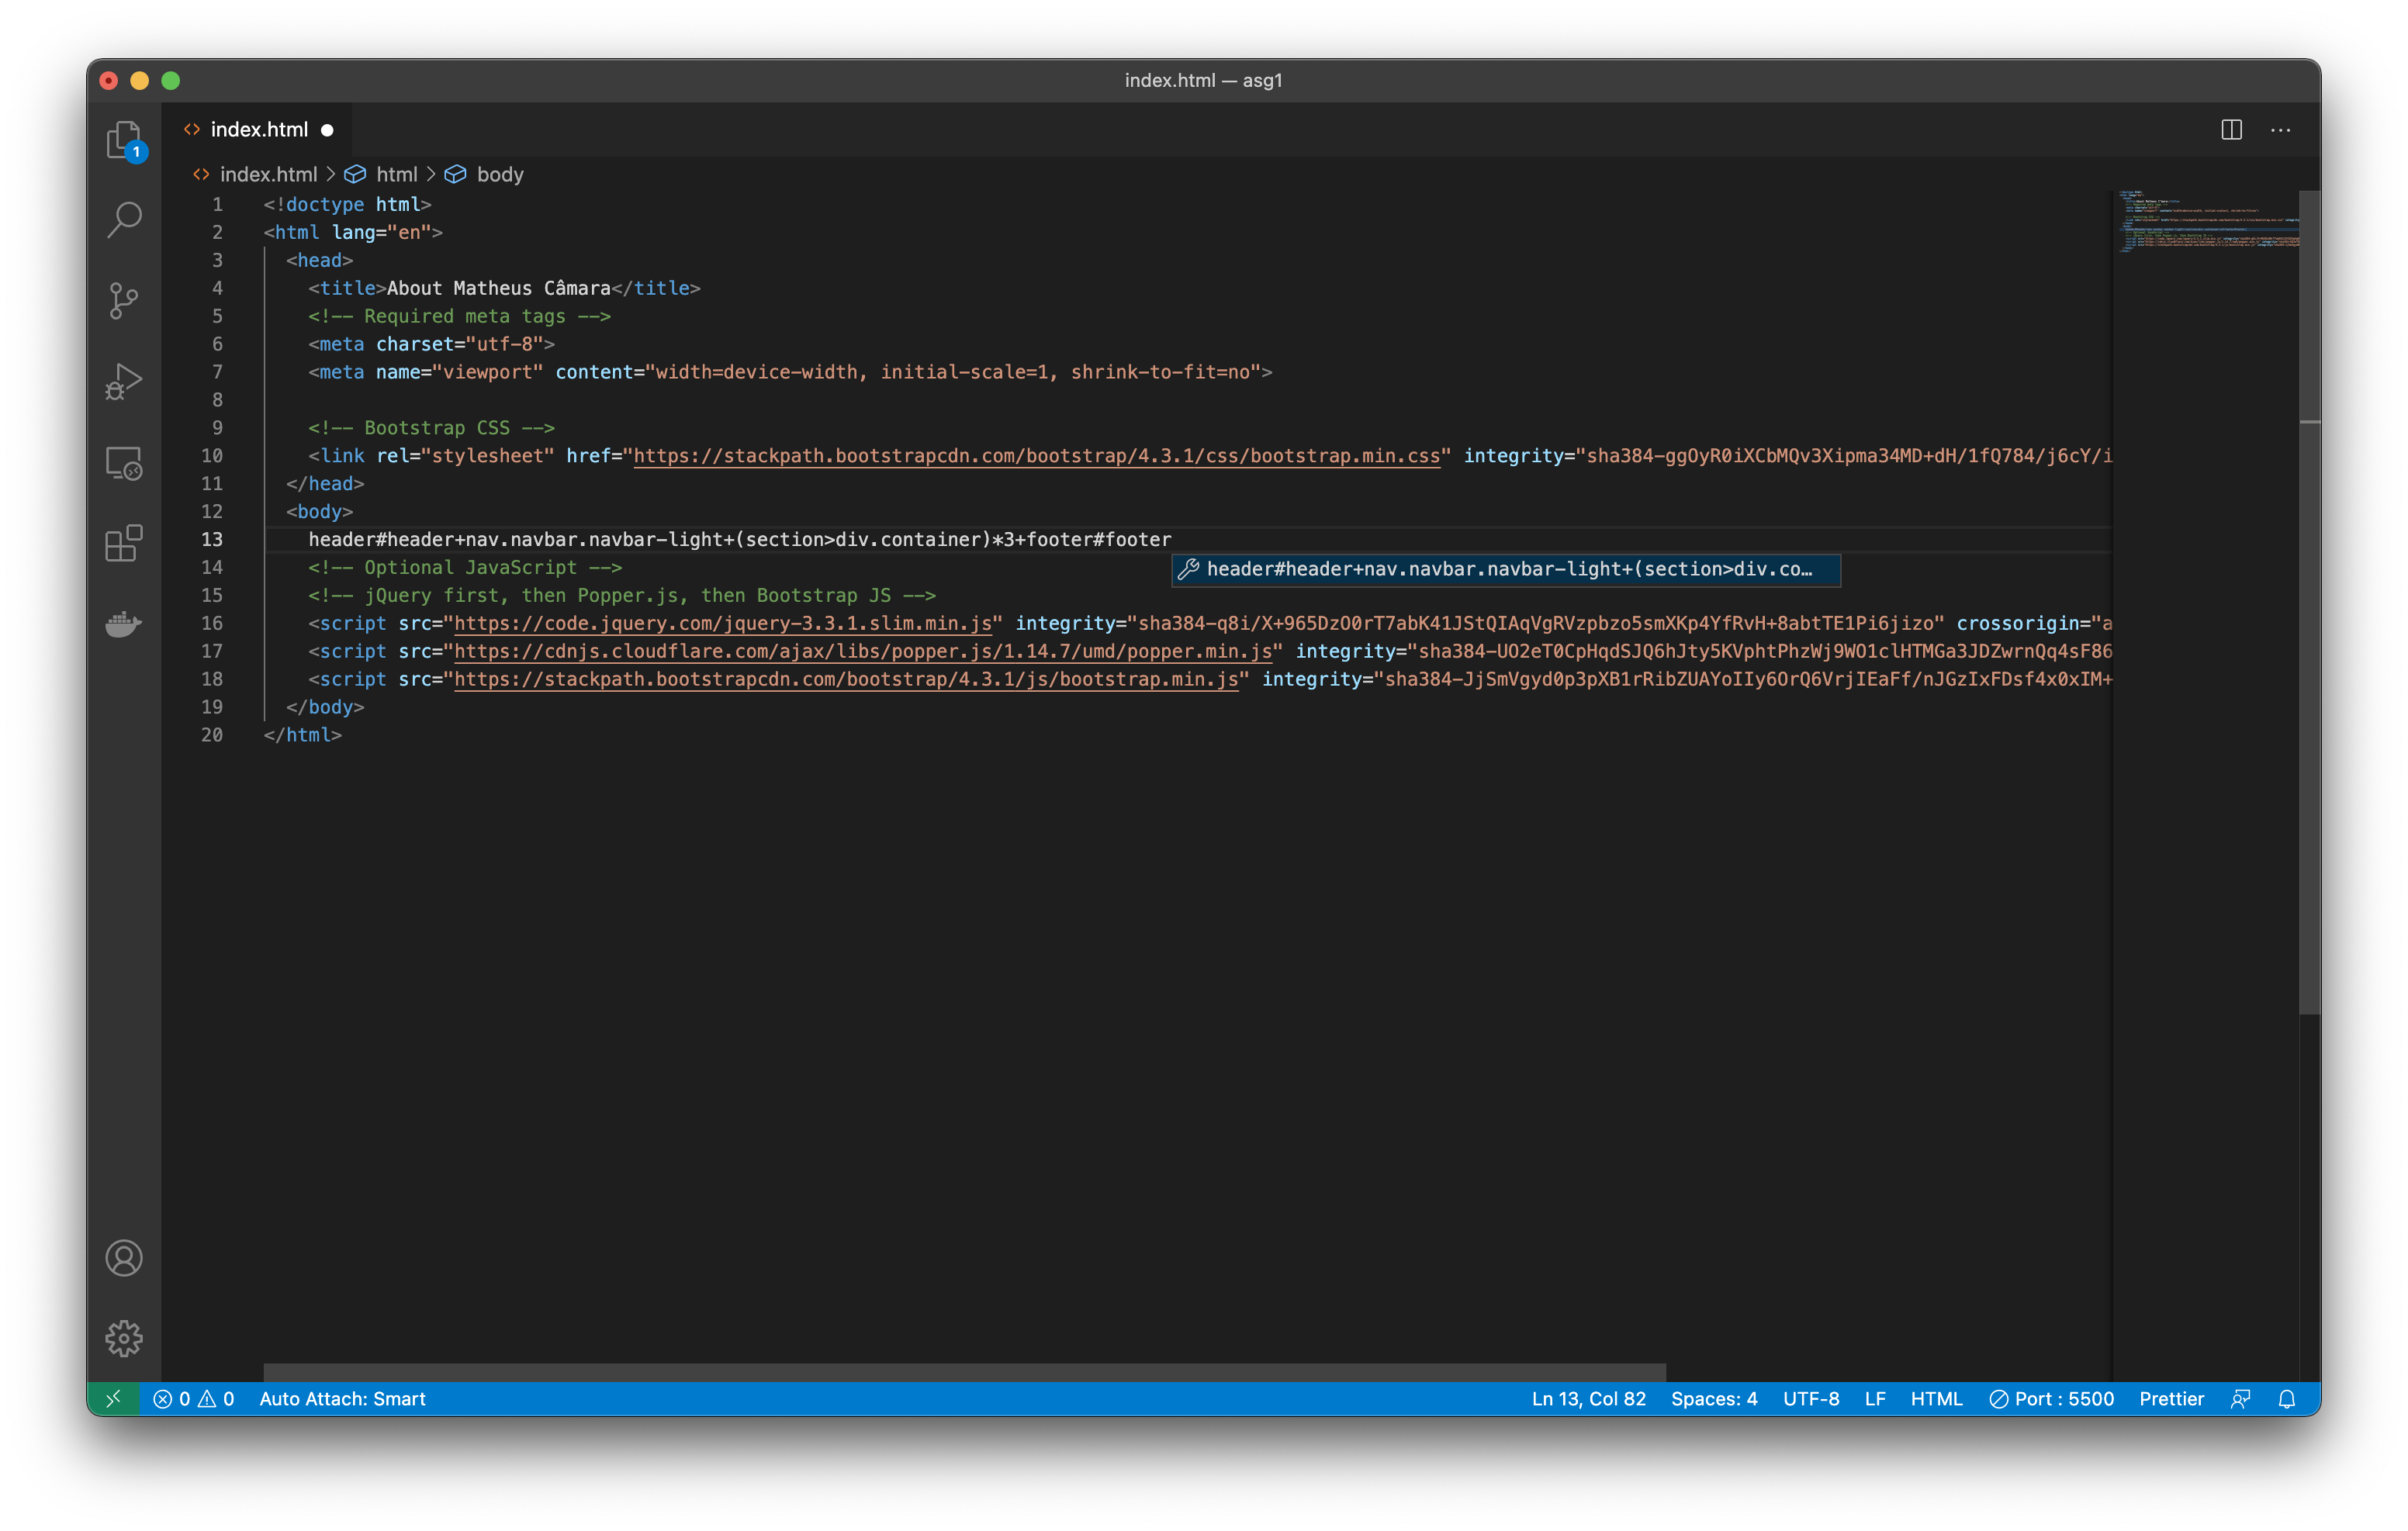 index.html — asg1
index.html
1
index.html > html > body
1 <!doctype html>
2 <html lang="en">
3 <head>
4 <title>About Matheus Câmara</title>
5 <!-- Required meta tags -->
6 <meta charset="utf-8">
7 <meta name="viewport" content="width=device-width, initial-scale=1, shrink-to-fit=no">
8
9 <!-- Bootstrap CSS -->
10 <link rel="stylesheet" href="https://stackpath.bootstrapcdn.com/bootstrap/4.3.1/css/bootstrap.min.css" integrity="sha384-ggOyR0iXCbMQv3Xipma34MD+dH/1fQ784/j6cY/i
11 </head>
12 <body>
13 header#header+nav.navbar.navbar-light+(section>div.container)*3+footer#footer
14 <!-- Optional JavaScript -->
header#header+nav.navbar.navbar-light+(section>div.co…
15 <!-- jQuery first, then Popper.js, then Bootstrap JS -->
16 <script src="https://code.jquery.com/jquery-3.3.1.slim.min.js" integrity="sha384-q8i/X+965DzO0rT7abK41JStQIAqVgRVzpbzo5smXKp4YfRvH+8abtTE1Pi6jizo" crossorigin="a
17 <script src="https://cdnjs.cloudflare.com/ajax/libs/popper.js/1.14.7/umd/popper.min.js" integrity="sha384-UO2eT0CpHqdSJQ6hJty5KVphtPhzWj9WO1clHTMGa3JDZwrnQq4sF86
18 <script src="https://stackpath.bootstrapcdn.com/bootstrap/4.3.1/js/bootstrap.min.js" integrity="sha384-JjSmVgyd0p3pXB1rRibZUAYoIIy6OrQ6VrjIEaFf/nJGzIxFDsf4x0xIM+
19 </body>
20 </html>
0 0 Auto Attach: Smart Ln 13, Col 82 Spaces: 4 UTF-8 LF HTML Port : 5500 Prettier